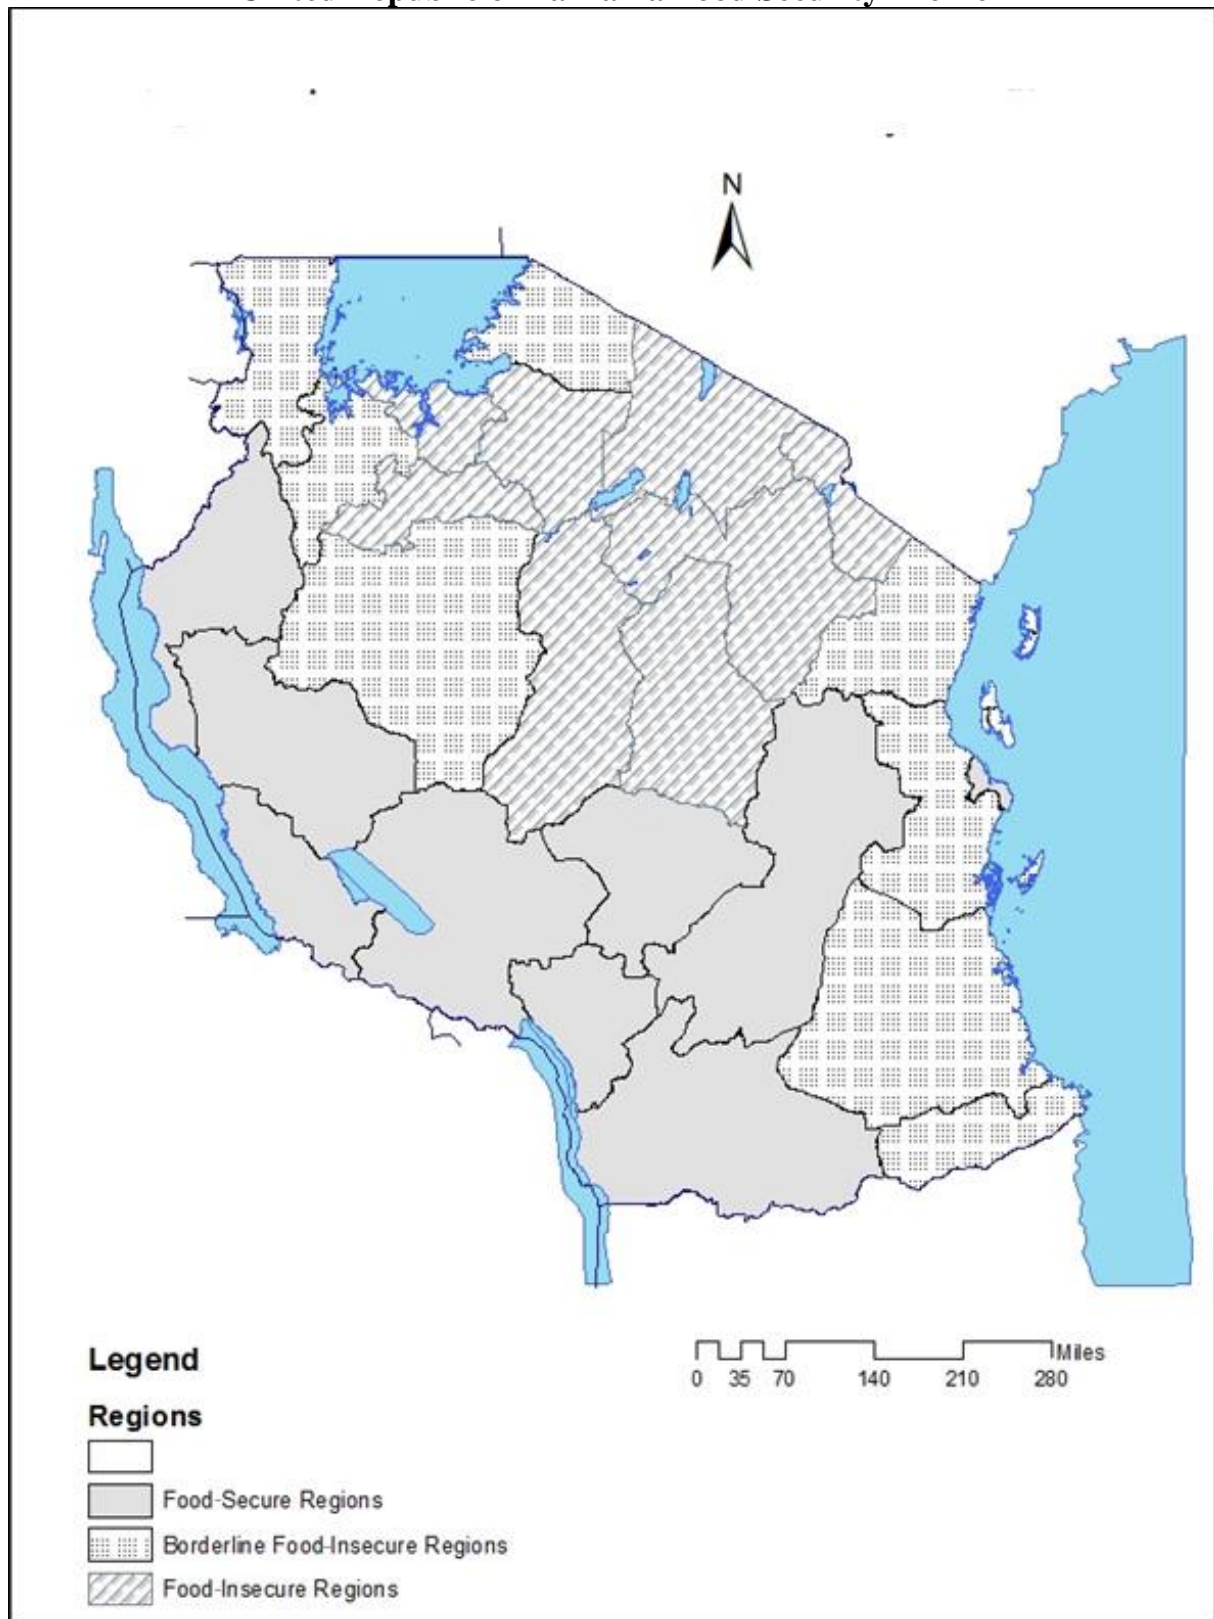 N
Miles
0 35 70 140 210 280
Legend
Regions
Food-Secure Regions
Borderline Food-Insecure Regions
Food-Insecure Regions